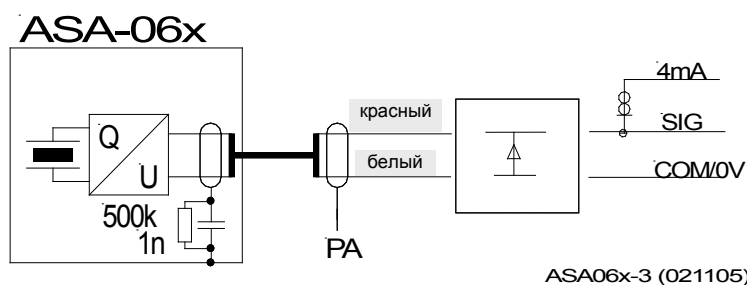 ASA-06x
Q
U
500k
1n
красный
белый
PA
4mA
SIG
COM/0V
ASA06x-3 (021105)